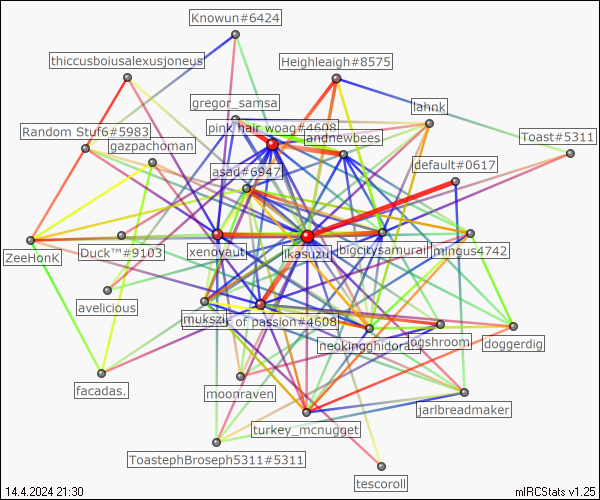 Knowun#6424
thiccusboiusalexusjoneus
Heighleaigh#8575
gregor_samsa
lahnk
pink hair woag#4608
Random Stuf6#5983
andnewbees
Toast#5311
gazpachoman
default#0617
asad#6947
ZeeHonK
Duck™#9103
xenoyaut
ikasuzu
bigcitysamurai
mingus4742
avelicious
mukszi
of passion#4608
neokingghidorah
ogshroom
doggerdig
facadas.
moonraven
jarlbreadmaker
turkey_mcnugget
ToastephBroseph5311#5311
tescoroll
14.4.2024 21:30
mIRCStats v1.25